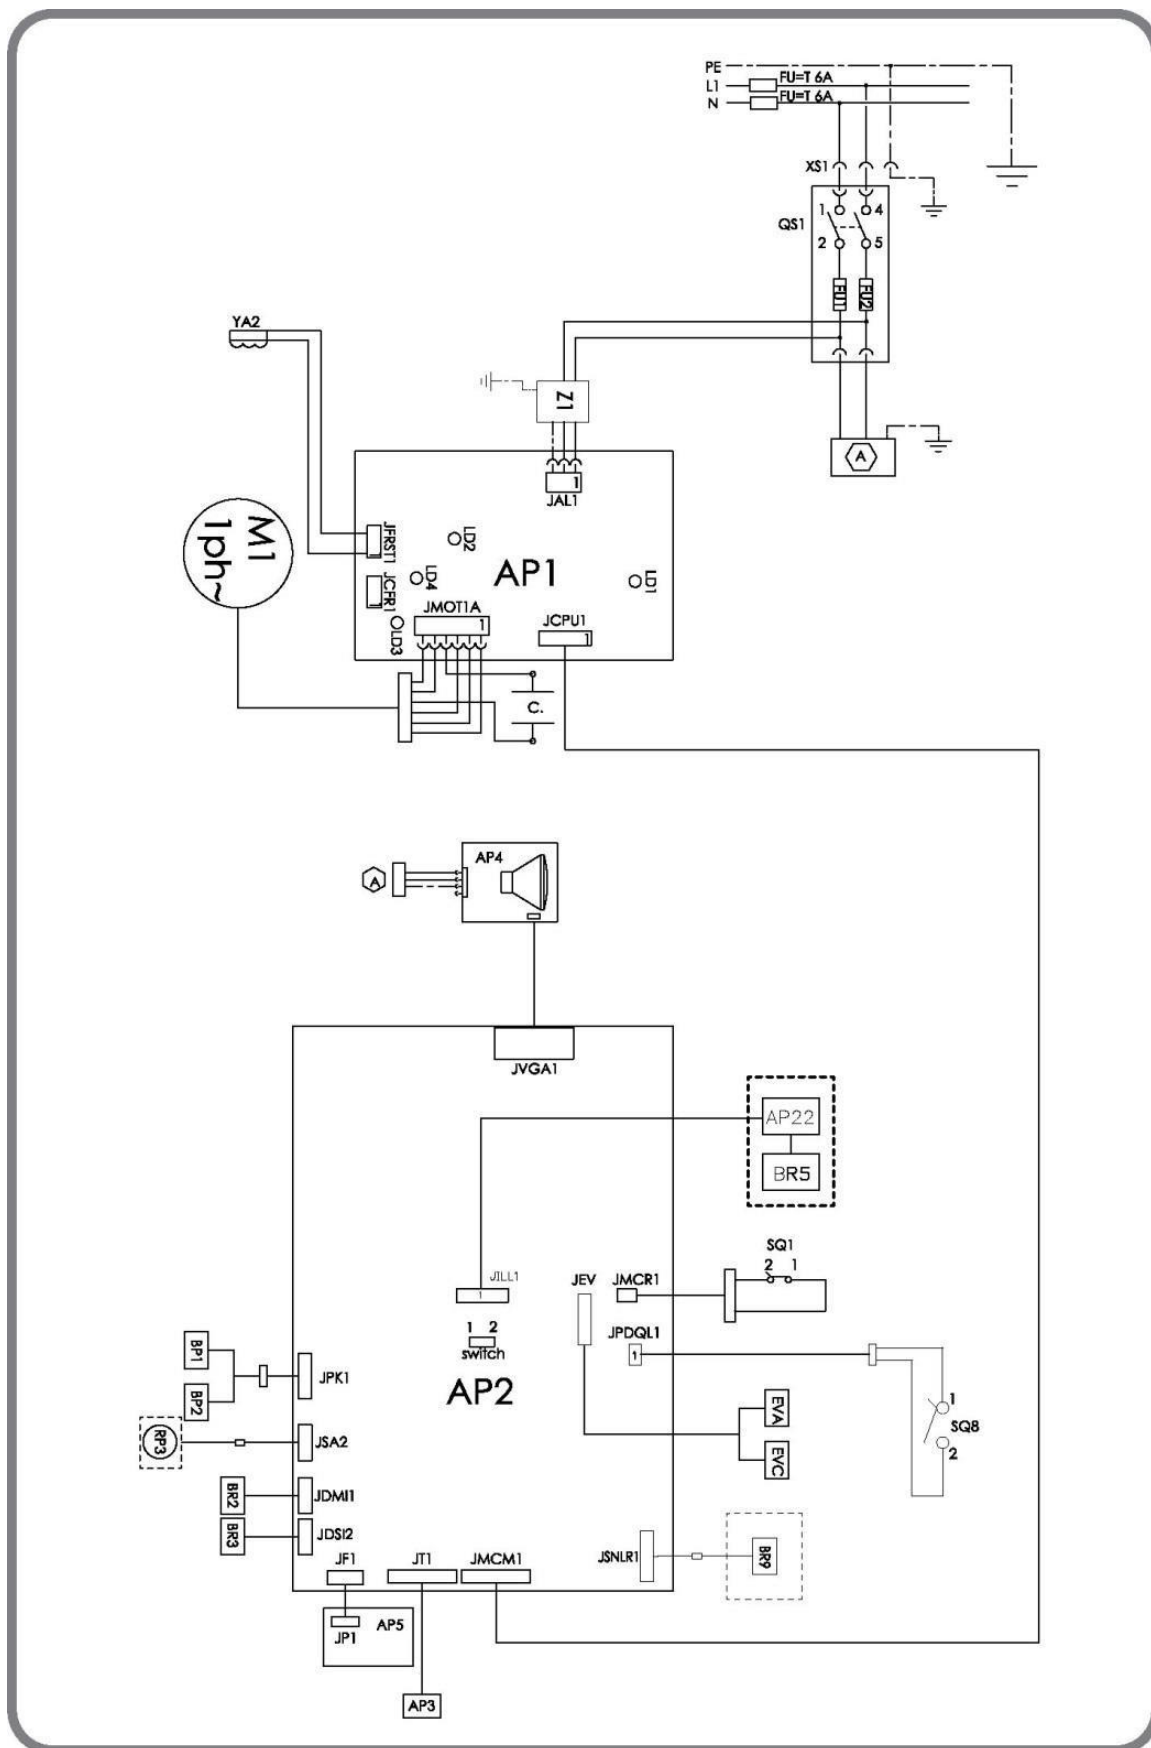 PE
L1 FU=T 6A
N FU=T 6A
XS1
1 4
QS1
2 5
FU1 FU2
YA2
Z1
A
1
JAL1
M1
1ph~
JFRST1
LD2
AP1
LD4
LD1
JCFR1
JMOT1A
1
JCPU1
1
LD3
C.
AP4
A
JVGA1
AP22
BR5
SQ1
2 1
JILL1
1
JEV JMCR1
1 2
switch
JPDQL1
1
BP1
JPK1
AP2
BP2
EVA
1
SQ8
2
RP3
JSA2
EVC
BR2
JDMI1
BR3
JDSI2
JF1 JT1 JMCM1
JSNLR1
BR9
JP1 AP5
AP3